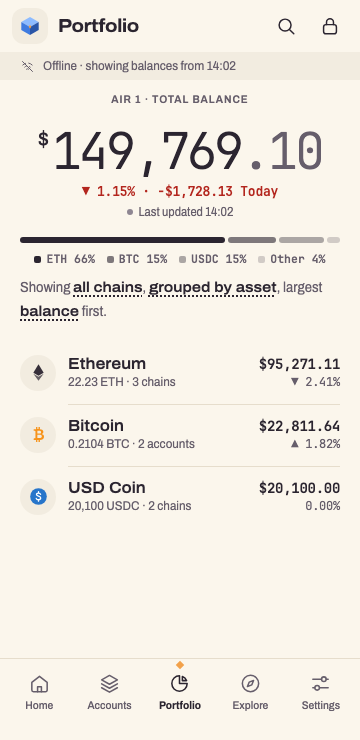 Portfolio
Offline · showing balances from 14:02
AIR 1 · TOTAL BALANCE
$149,769.10
▼ 1.15% · -$1,728.13 Today
Last updated 14:02
ETH 66% BTC 15% USDC 15% Other 4%
Showing all chains, grouped by asset, largest
balance first.
Ethereum $95,271.11
22.23 ETH · 3 chains ▼ 2.41%
Bitcoin $22,811.64
0.2104 BTC · 2 accounts ▲ 1.82%
USD Coin $20,100.00
20,100 USDC · 2 chains 0.00%
Home Accounts Portfolio Explore Settings